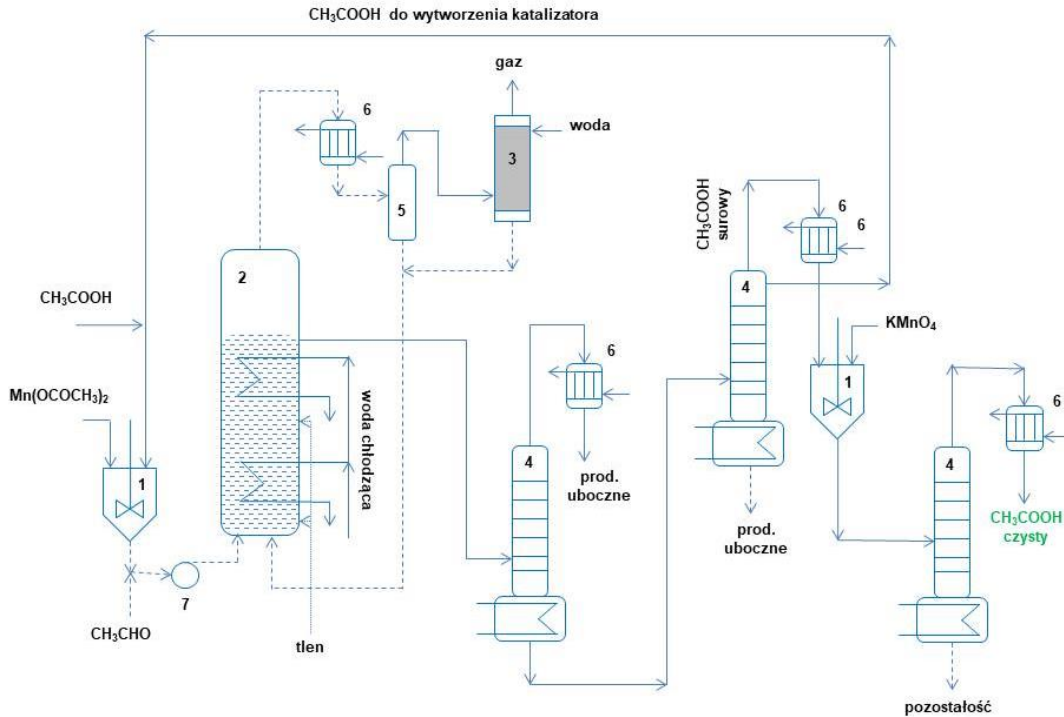 CH₃COOH do wytworzenia katalizatora
gaz
6
woda
3
5
CH₃COOH
surowy
6
6
2
4
CH₃COOH
KMnO₄
6
1
6
Mn(OCOCH₃)₂
woda chłodząca
4
4
prod.
uboczne
1
CH₃COOH
czysty
prod.
uboczne
7
CH₃CHO
tlen
pozostałość